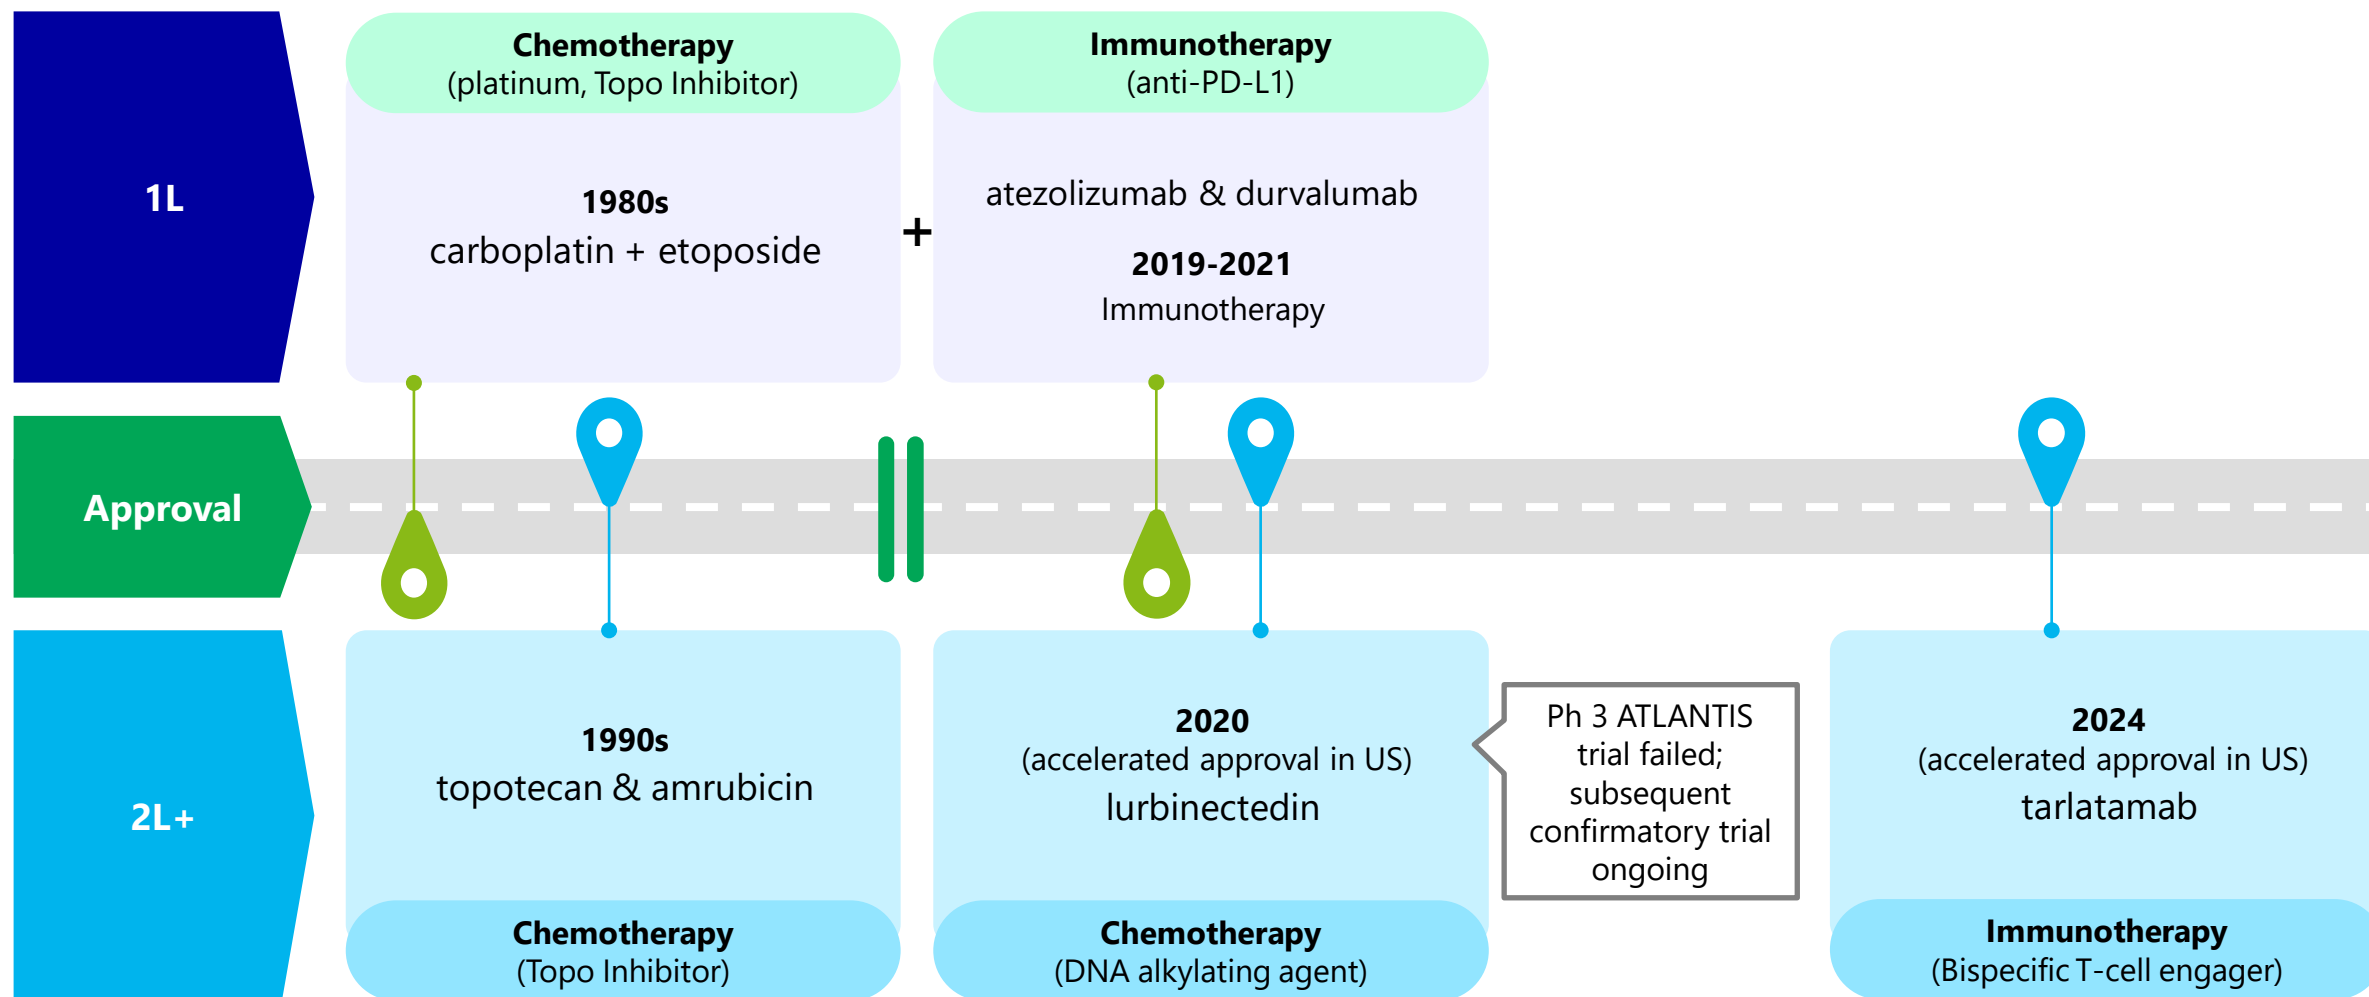 1L
Chemotherapy
(platinum, Topo Inhibitor)
1980s
carboplatin + etoposide
+
Immunotherapy
(anti-PD-L1)
atezolizumab & durvalumab
2019-2021
Immunotherapy
Approval
2L+
1990s
topotecan & amrubicin
Chemotherapy
(Topo Inhibitor)
2020
(accelerated approval in US)
lurbinectedin
Chemotherapy
(DNA alkylating agent)
Ph 3 ATLANTIS
trial failed;
subsequent
confirmatory trial
ongoing
2024
(accelerated approval in US)
tarlatamab
Immunotherapy
(Bispecific T-cell engager)